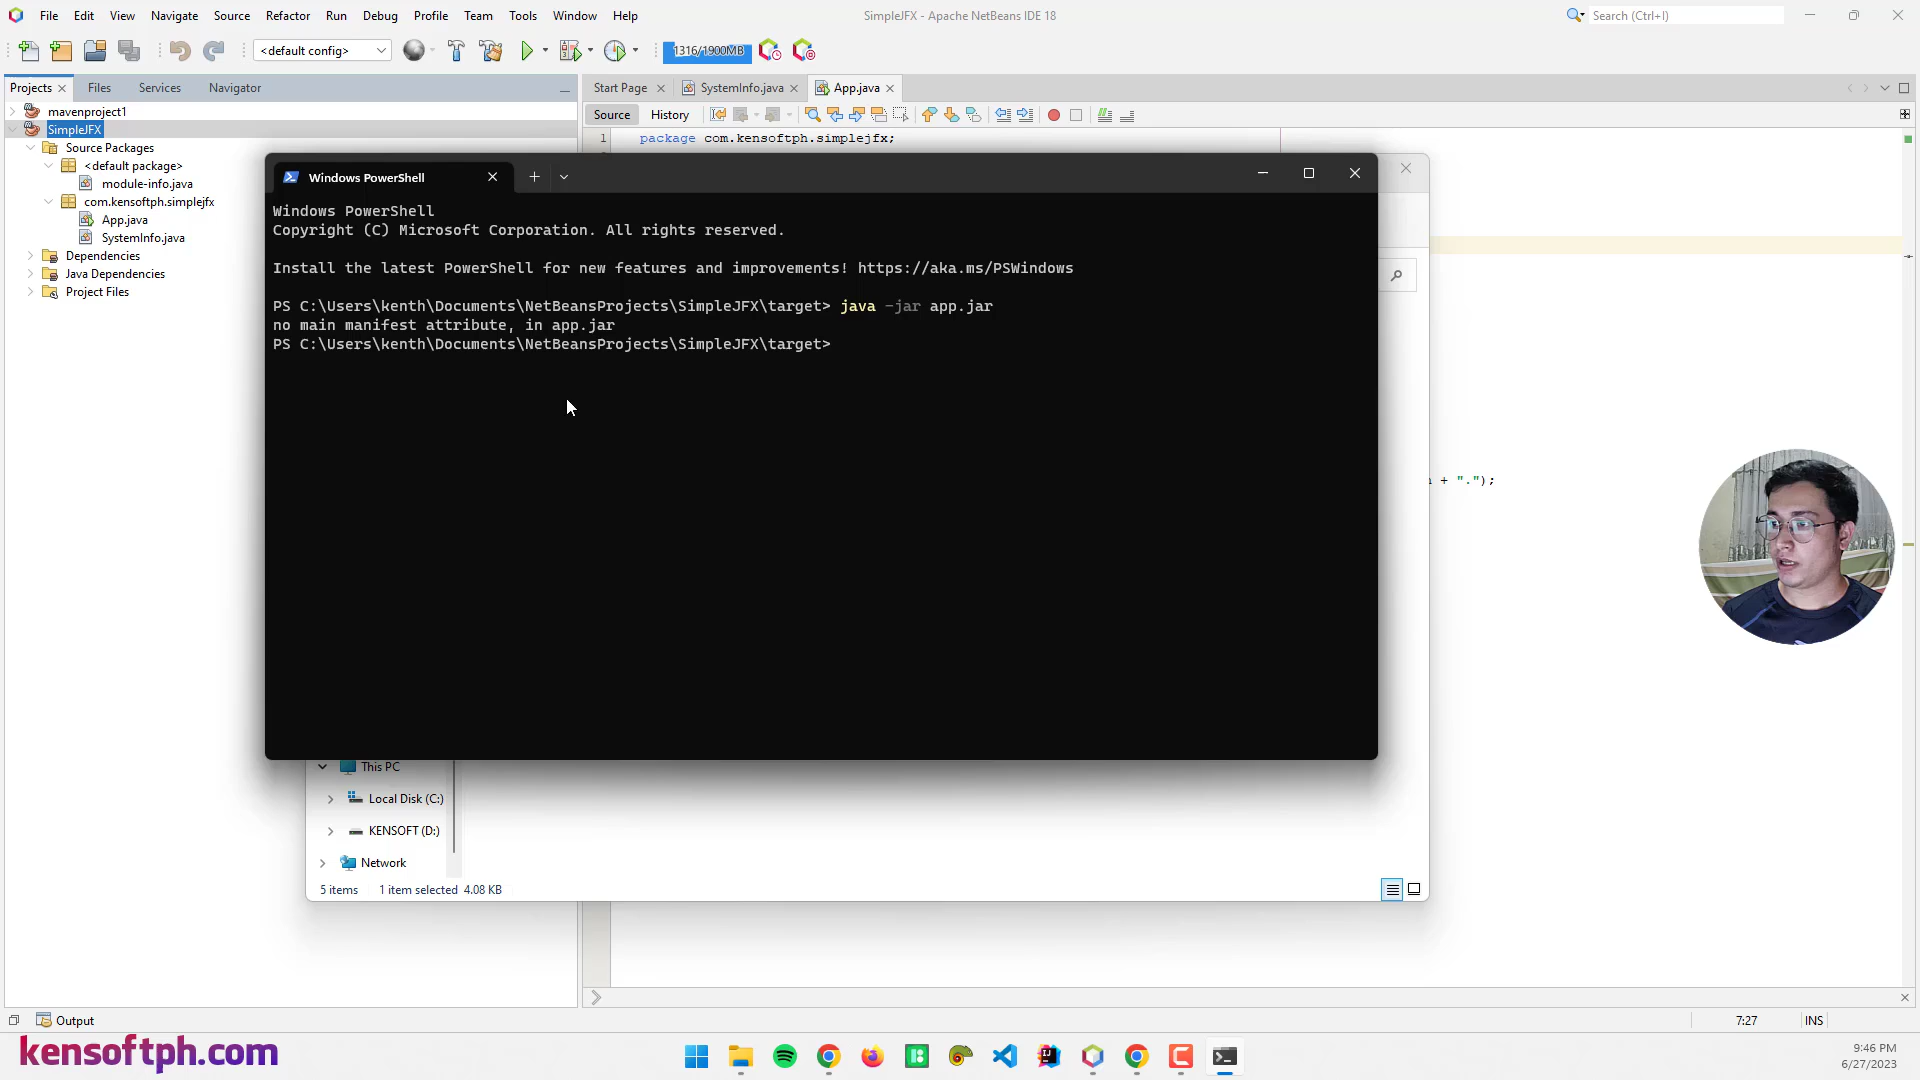 File Edit View Navigate Source Refactor Run Debug Profile Team Tools Window Help
SimpleJFX - Apache NetBeans IDE 18
Search (Ctrl+I)
<default config>
1316/1900MB
Projects Files Services Navigator
Start Page SystemInfo.java App.java
Source History
mavenproject1
SimpleJFX
Source Packages
<default package>
module-info.java
com.kensoftph.simplejfx
App.java
SystemInfo.java
Dependencies
Java Dependencies
Project Files
1 package com.kensoftph.simplejfx;
+ ".");
Windows PowerShell
Windows PowerShell
Copyright (C) Microsoft Corporation. All rights reserved.
Install the latest PowerShell for new features and improvements! https://aka.ms/PSWindows
PS C:\Users\kenth\Documents\NetBeansProjects\SimpleJFX\target> java -jar app.jar
no main manifest attribute, in app.jar
PS C:\Users\kenth\Documents\NetBeansProjects\SimpleJFX\target>
This PC
Local Disk (C:)
KENSOFT (D:)
Network
5 items 1 item selected 4.08 KB
Output
7:27 INS
kensoftph.com
9:46 PM
6/27/2023